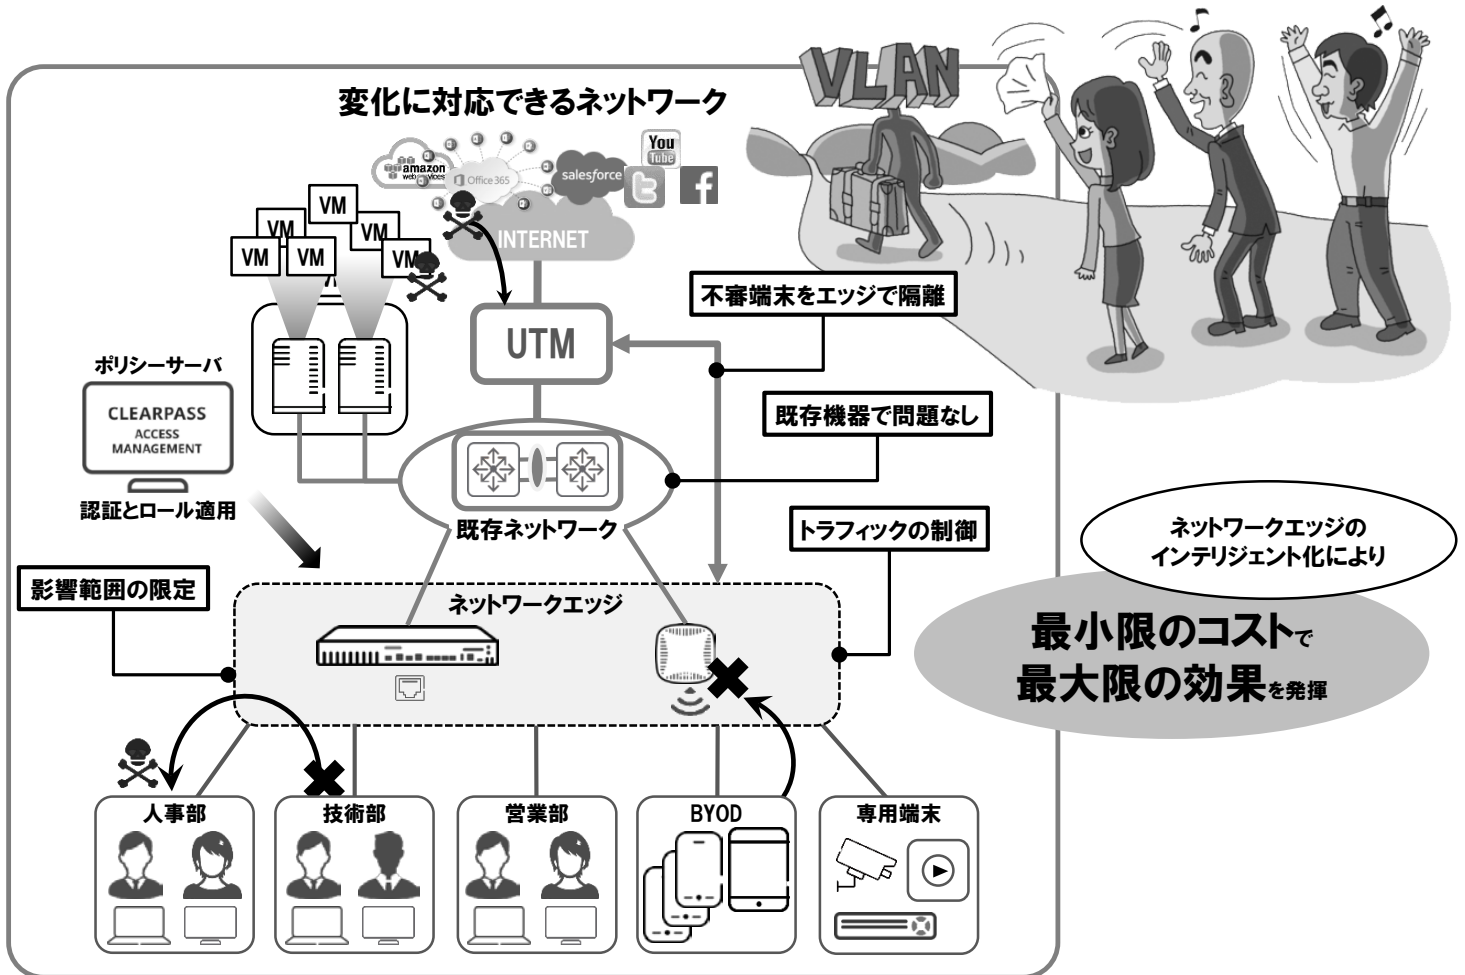 VLAN
変化に対応できるネットワーク
amazon
web services
Office 365
salesforce
You
Tube
INTERNET
VM
VM
VM
VM
VM
VM
不審端末をエッジで隔離
UTM
ポリシーサーバ
CLEARPASS
ACCESS
MANAGEMENT
認証とロール適用
既存機器で問題なし
既存ネットワーク
トラフィックの制御
ネットワークエッジの
インテリジェント化により
最小限のコストで
最大限の効果を発揮
影響範囲の限定
ネットワークエッジ
人事部
技術部
営業部
BYOD
専用端末